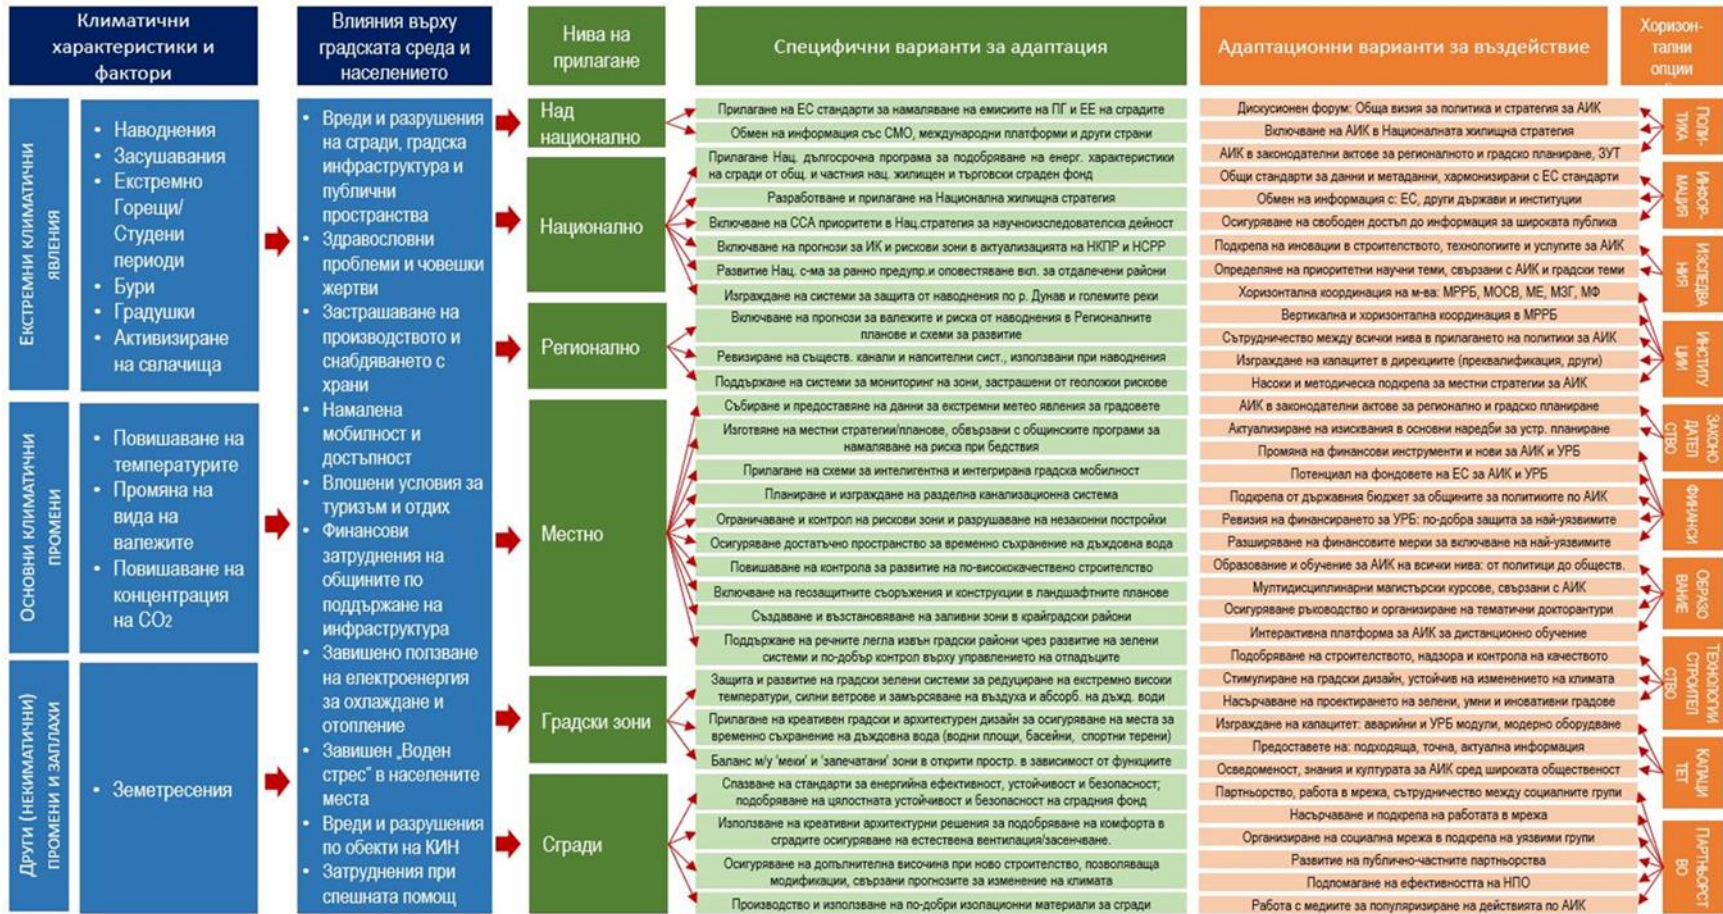 Климатични
характеристики и
фактори
Влияния върху
градската среда и
населението
Нива на
прилагане
Специфични варианти за адаптация
Адаптационни варианти за въздействие
Хоризон-
тални
опции
ЕКСТРЕМНИ КЛИМАТИЧНИ
ЯВЛЕНИЯ
• Наводнения
• Засушавания
• Екстремно
Горещи/
Студени
периоди
• Бури
• Градушки
• Активизиране
на свлачища
ОСНОВНИ КЛИМАТИЧНИ
ПРОМЕНИ
• Повишаване на
температурите
• Промяна на
вида на
валежите
• Повишаване на
концентрация
на CO2
ДРУГИ (НЕКИМАТИЧНИ)
ПРОМЕНИ И ЗАПЛАХИ
• Земетресения
• Вреди и разрушения
на сгради, градска
инфраструктура и
публични
пространства
• Здравословни
проблеми и човешки
жертви
• Застрашаване на
производството и
снабдяването с
храни
• Намалена
мобилност и
достъпност
• Влошени условия за
туризъм и отдих
• Финансови
затруднения на
общините по
поддържане на
инфраструктура
• Завишено ползване
на електроенергия
за охлаждане и
отопление
• Завишен „Воден
стрес“ в населените
места
• Вреди и разрушения
по обекти на КИН
• Затруднения при
спешната помощ
Над
национално
Прилагане на ЕС стандарти за намаляване на емисиите на ПГ и ЕЕ на сградите
Обмен на информация със СМО, международни платформи и други страни
Национално
Прилагане Нац. дългосрочна програма за подобряване на енерг. характеристики
на сгради от общ. и частния нац. жилищен и търговски сграден фонд
Разработване и прилагане на Национална жилищна стратегия
Включване на ССА приоритети в Нац.стратегия за научноизследователска дейност
Включване на прогнози за ИК и рискови зони в актуализацията на НКПР и НСРР
Развитие Нац. с-ма за ранно предупр.и оповестяване вкл. за отдалечени райони
Изграждане на системи за защита от наводнения по р. Дунав и големите реки
Регионално
Включване на прогнози за валежите и риска от наводнения в Регионалните
планове и схеми за развитие
Ревизиране на съществ. канали и напоителни сист., използвани при наводнения
Поддържане на системи за мониторинг на зони, застрашени от геоложки рискове
Местно
Събиране и предоставяне на данни за екстремни метео явления за градовете
Изготвяне на местни стратегии/планове, обвързани с общинските програми за
намаляване на риска при бедствия
Прилагане на схеми за интелигентна и интегрирана градска мобилност
Планиране и изграждане на разделна канализационна система
Ограничаване и контрол на рискови зони и разрушаване на незаконни постройки
Осигуряване достатъчно пространство за временно съхранение на дъждовна вода
Повишаване на контрола за развитие на по-висококачествено строителство
Включване на геозащитните съоръжения и конструкции в ландшафтните планове
Създаване и възстановяване на заливни зони в крайградски райони
Поддържане на речните легла извън градски райони чрез развитие на зелени
системи и по-добър контрол върху управлението на отпадъците
Градски зони
Защита и развитие на градски зелени системи за редуциране на екстремно високи
температури, силни ветрове и замърсяване на въздуха и абсорб. на дъжд. води
Прилагане на креативен градски и архитектурен дизайн за осигуряване на места за
временно съхранение на дъждовна вода (водни площи, басейни, спортни терени)
Баланс м/у 'меки' и 'запечатани' зони в открити простр. в зависимост от функциите
Сгради
Спазване на стандарти за енергийна ефективност, устойчивост и безопасност;
подобряване на цялостната устойчивост и безопасност на сградния фонд
Използване на креативни архитектурни решения за подобряване на комфорта в
сградите осигуряване на естествена вентилация/засенчване.
Осигуряване на допълнителна височина при ново строителство, позволяваща
модификации, свързани прогнозите за изменение на климата
Производство и използване на по-добри изолационни материали за сгради
Дискусионен форум: Обща визия за политика и стратегия за АИК
Включване на АИК в Националната жилищна стратегия
АИК в законодателни актове за регионалното и градско планиране, ЗУТ
Общи стандарти за данни и метаданни, хармонизирани с ЕС стандарти
Обмен на информация с: ЕС, други държави и институции
Осигуряване на свободен достъп до информация за широката публика
Подкрепа на иновации в строителството, технологиите и услугите за АИК
Определяне на приоритетни научни теми, свързани с АИК и градски теми
Хоризонтална координация на м-ва: МРРБ, МОСВ, МЕ, МЗГ, МФ
Вертикална и хоризонтална координация в МРРБ
Сътрудничество между всички нива в прилагането на политики за АИК
Изграждане на капацитет в дирекциите (преквалификация, други)
Насоки и методическа подкрепа за местни стратегии за АИК
АИК в законодателни актове за регионално и градско планиране
Актуализиране на изисквания в основни наредби за устр. планиране
Промяна на финансови инструменти и нови за АИК и УРБ
Потенциал на фондовете на ЕС за АИК и УРБ
Подкрепа от държавния бюджет за общините за политиките по АИК
Ревизия на финансирането за УРБ: по-добра защита за най-уязвимите
Разширяване на финансовите мерки за включване на най-уязвимите
Образование и обучение за АИК на всички нива: от политици до обществ.
Мултидисциплинарни магистърски курсове, свързани с АИК
Осигуряване ръководство и организиране на тематични докторантури
Интерактивна платформа за АИК за дистанционно обучение
Подобряване на строителството, надзора и контрола на качеството
Стимулиране на градски дизайн, устойчив на изменението на климата
Насърчаване на проектирането на зелени, умни и иновативни градове
Изграждане на капацитет: аварийни и УРБ модули, модерно оборудване
Предоставете на: подходяща, точна, актуална информация
Осведоменост, знания и културата за АИК сред широката общественост
Партньорство, работа в мрежа, сътрудничество между социалните групи
Насърчаване и подкрепа на работата в мрежа
Организиране на социална мрежа в подкрепа на уязвими групи
Развитие на публично-частните партньорства
Подпомагане на ефективността на НПО
Работа с медиите за популяризиране на действията по АИК
ПОЛИ-
ТИКА
ИНФОР-
МАЦИЯ
ИЗСЛЕДВА
НИЯ
ИНСТИТУ
ЦИИ
ЗАКОНО
ДАТЕЛ
СТВО
ФИНАНСИ
ОБРАЗО
ВАНИЕ
ТЕХНОЛОГИИ
СТРОИТЕЛ
СТВО
КАПАЦИ
ТЕТ
ПАРТНЬОРСТ
ВО